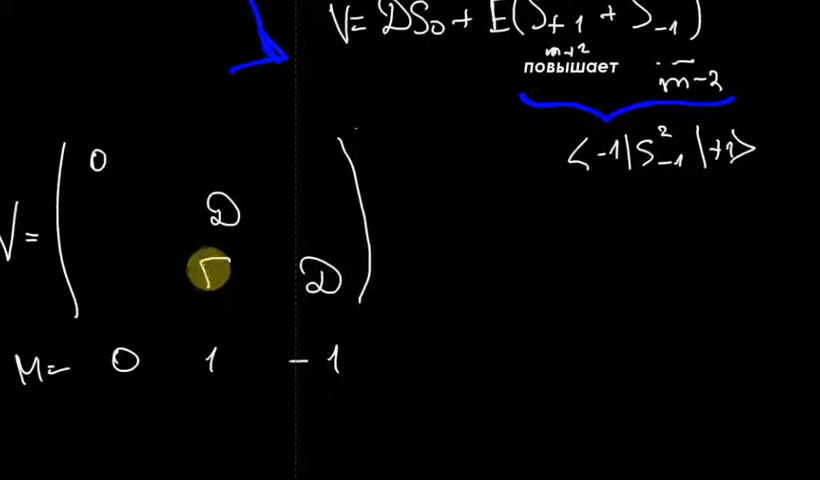 V= DS₀ + E(S₊₁ + S₋₁)
m+2
повышает
m-2
<-1|S²₋₁|+1>
0
D
V=
Γ D
M= 0 1 -1